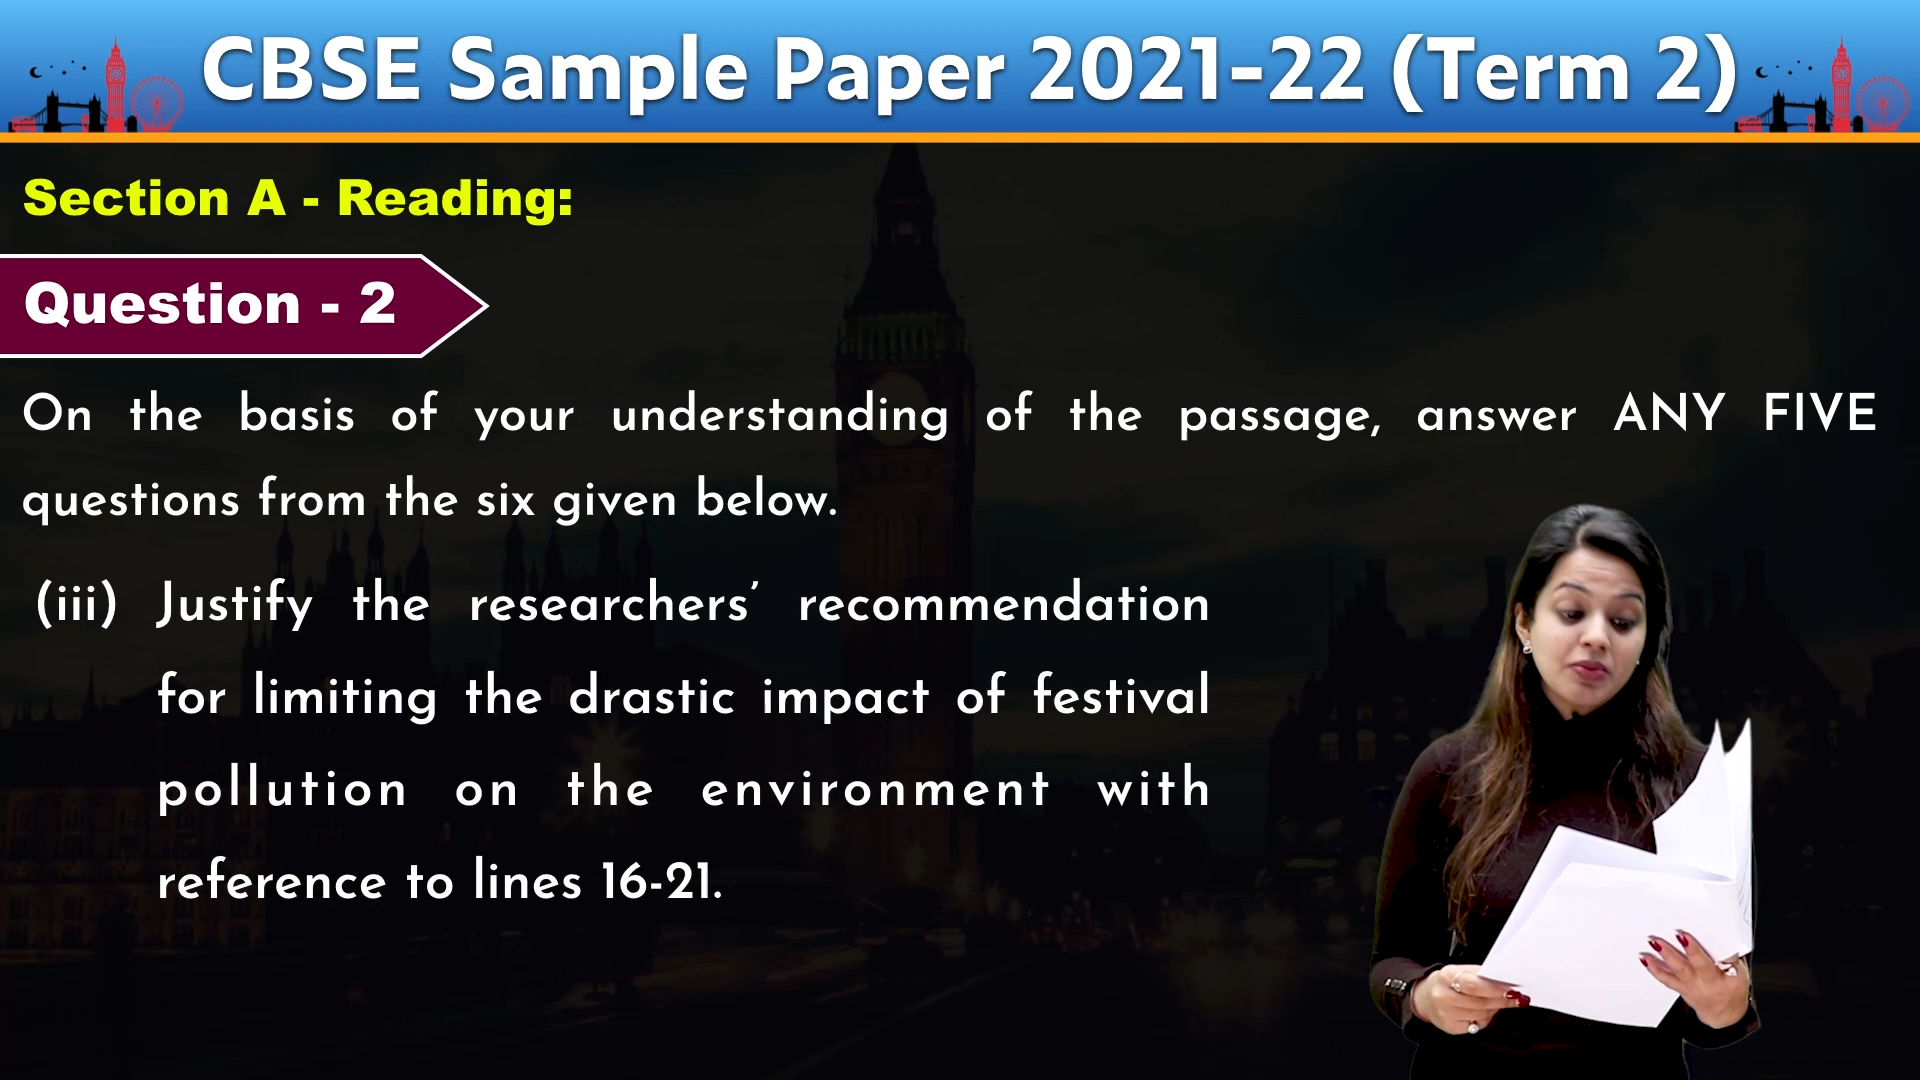 CBSE Sample Paper 2021-22 (Term 2)
Section A - Reading:
Question - 2
On the basis of your understanding of the passage, answer ANY FIVE
questions from the six given below.
(iii) Justify the researchers’ recommendation
for limiting the drastic impact of festival
pollution on the environment with
reference to lines 16-21.